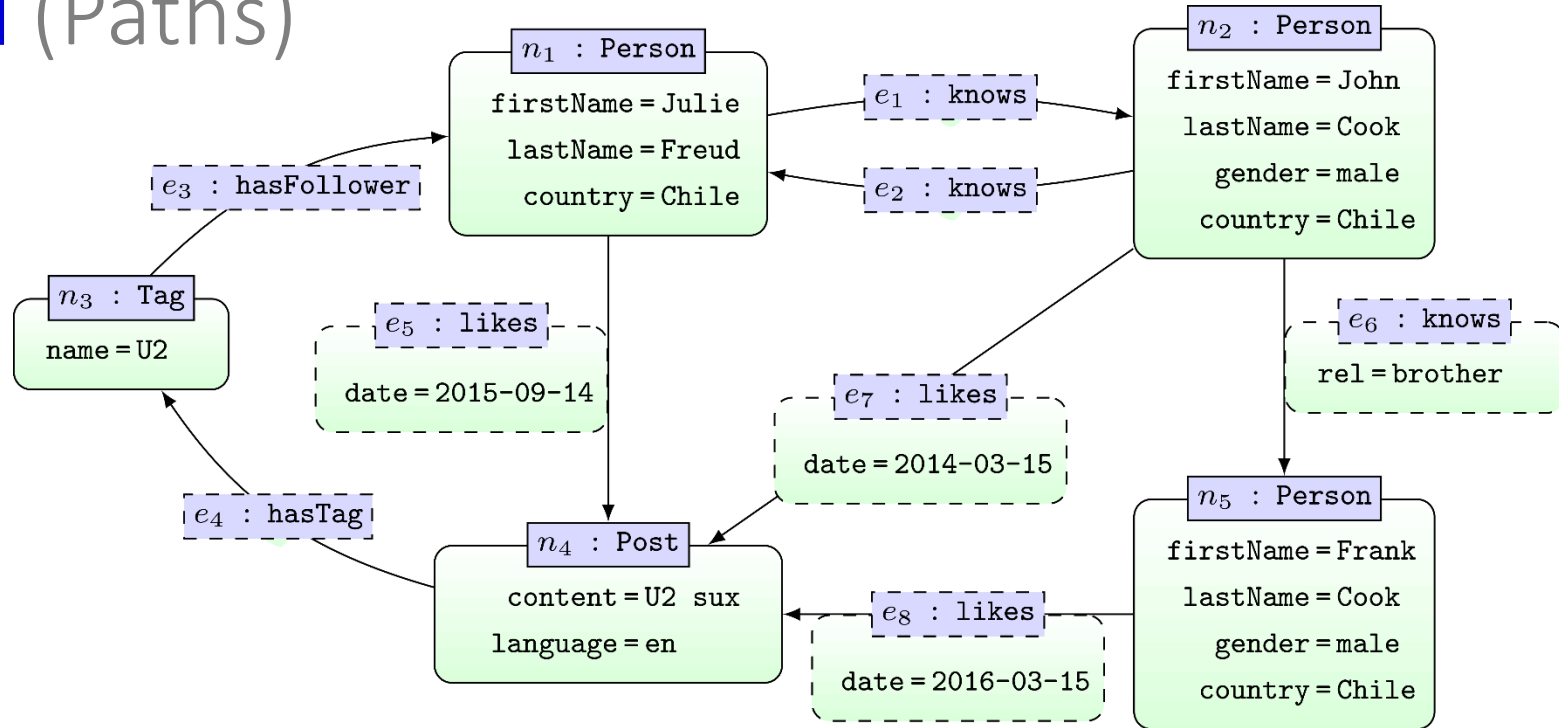 (Paths)
n₁ : Person
firstName = Julie
lastName = Freud
country = Chile
e₁ : knows
e₂ : knows
n₂ : Person
firstName = John
lastName = Cook
gender = male
country = Chile
e₃ : hasFollower
n₃ : Tag
name = U2
e₅ : likes
date = 2015-09-14
e₇ : likes
date = 2014-03-15
e₆ : knows
rel = brother
e₄ : hasTag
n₄ : Post
content = U2 sux
language = en
e₈ : likes
date = 2016-03-15
n₅ : Person
firstName = Frank
lastName = Cook
gender = male
country = Chile